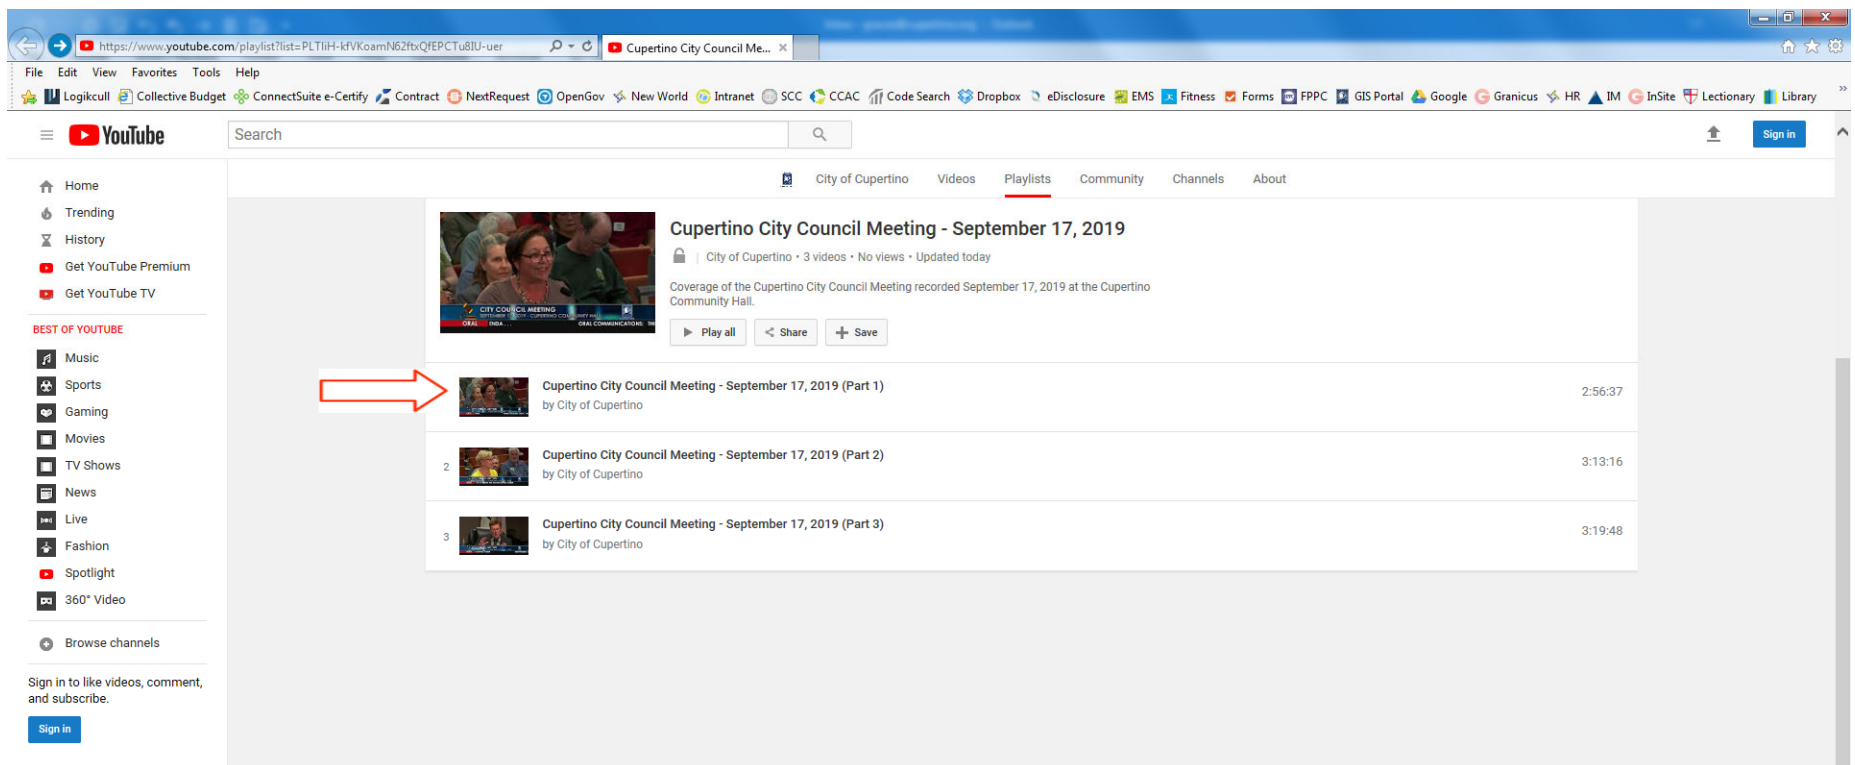 https://www.youtube.com/playlist?list=PLTIiH-kfVKoamN62ftxQfEPCTu8IU-uer
Cupertino City Council Me...
File Edit View Favorites Tools Help
Logikcull Collective Budget ConnectSuite e-Certify Contract NextRequest OpenGov New World Intranet SCC CCAC Code Search Dropbox eDisclosure EMS Fitness Forms FPPC GIS Portal Google Granicus HR IM InSite Lectionary Library
YouTube
Search
Sign in
City of Cupertino Videos Playlists Community Channels About
Home
Trending
History
Get YouTube Premium
Get YouTube TV
BEST OF YOUTUBE
Music
Sports
Gaming
Movies
TV Shows
News
Live
Fashion
Spotlight
360° Video
Browse channels
Sign in to like videos, comment,
and subscribe.
Sign in
CITY COUNCIL MEETING
ORAL COMMUNICATIONS:
Cupertino City Council Meeting - September 17, 2019
City of Cupertino • 3 videos • No views • Updated today
Coverage of the Cupertino City Council Meeting recorded September 17, 2019 at the Cupertino
Community Hall.
Play all Share Save
Cupertino City Council Meeting - September 17, 2019 (Part 1)
by City of Cupertino
2:56:37
2
Cupertino City Council Meeting - September 17, 2019 (Part 2)
by City of Cupertino
3:13:16
3
Cupertino City Council Meeting - September 17, 2019 (Part 3)
by City of Cupertino
3:19:48